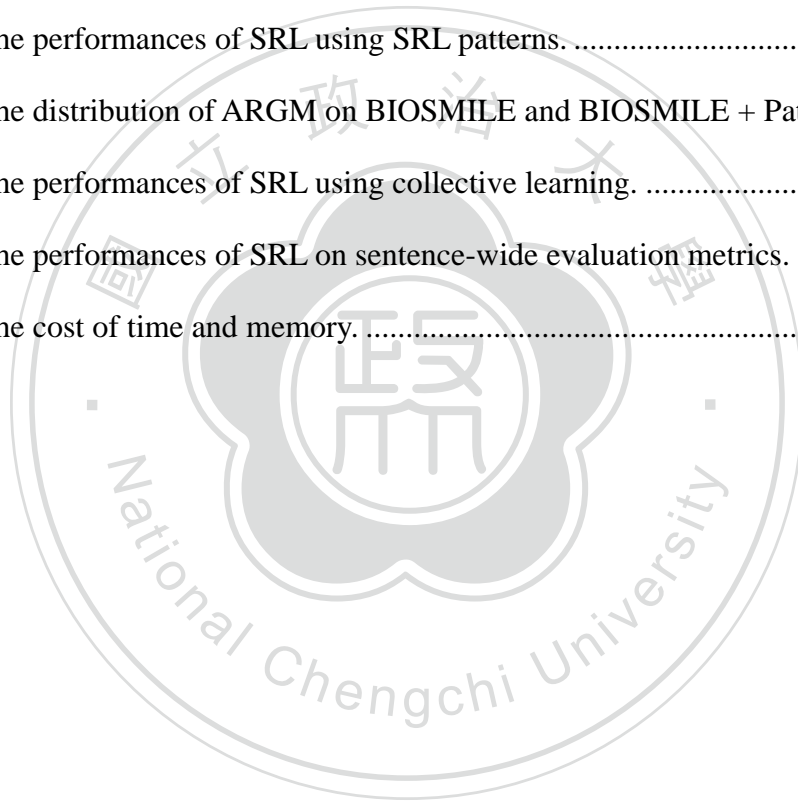 he performances of SRL using SRL patterns. ............................
he distribution of ARGM on BIOSMILE and BIOSMILE + Pat
he performances of SRL using collective learning. ...................
he performances of SRL on sentence-wide evaluation metrics.
he cost of time and memory. .......................................................
國立政治大學
政
National Chengchi University